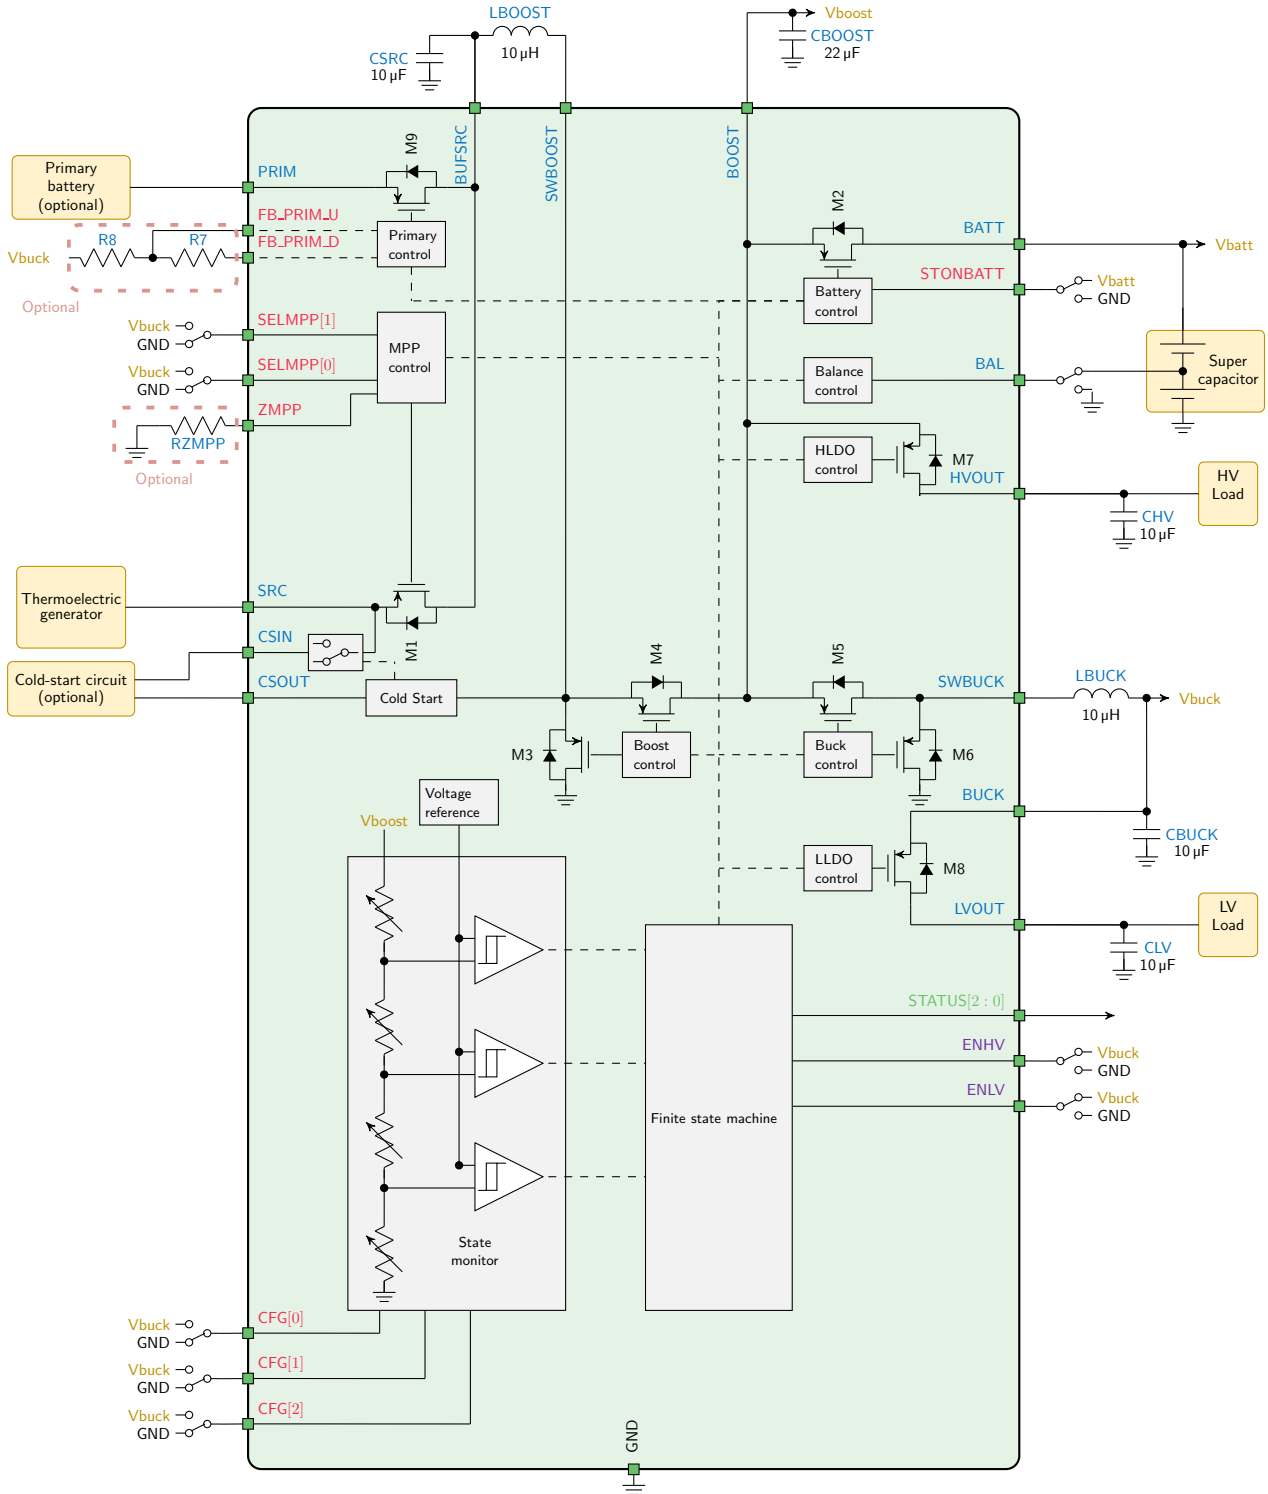 LBOOST
CSRC
10 µF
10 µH
Vboost
CBOOST
22 µF
BUFSRC
SWBOOST
BOOST
Primary
battery
(optional)
PRIM
M9
FB_PRIM_U
FB_PRIM_D
R8
R7
Vbuck
Optional
Primary
control
M2
BATT
Vbatt
STONBATT
Vbatt
GND
Battery
control
Vbuck
GND
SELMPP[1]
MPP
control
Vbuck
GND
SELMPP[0]
ZMPP
RZMPP
Optional
Balance
control
BAL
Super
capacitor
HLDO
control
M7
HVOUT
HV
Load
CHV
10 µF
Thermoelectric
generator
SRC
CSIN
M1
Cold-start circuit
(optional)
CSOUT
Cold Start
M4
M5
SWBUCK
LBUCK
10 µH
Vbuck
M3
Boost
control
Buck
control
M6
BUCK
CBUCK
10 µF
Voltage
reference
Vboost
LLDO
control
M8
LVOUT
LV
Load
CLV
10 µF
STATUS[2 : 0]
ENHV
Vbuck
GND
ENLV
Vbuck
GND
Finite state machine
State
monitor
Vbuck
GND
CFG[0]
Vbuck
GND
CFG[1]
Vbuck
GND
CFG[2]
GND